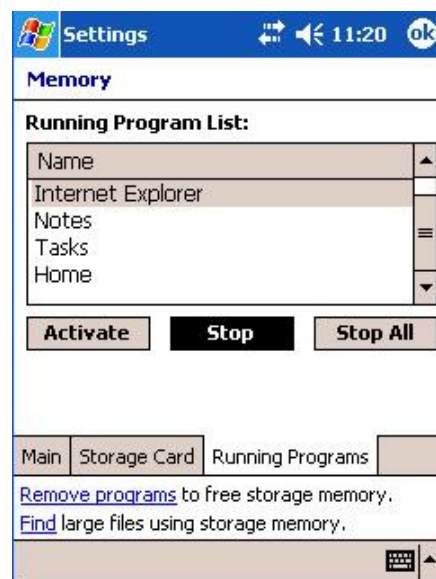 Settings 11:20 ok
Memory
Running Program List:
Name
Internet Explorer
Notes
Tasks
Home
Activate Stop Stop All
Main Storage Card Running Programs
Remove programs to free storage memory.
Find large files using storage memory.